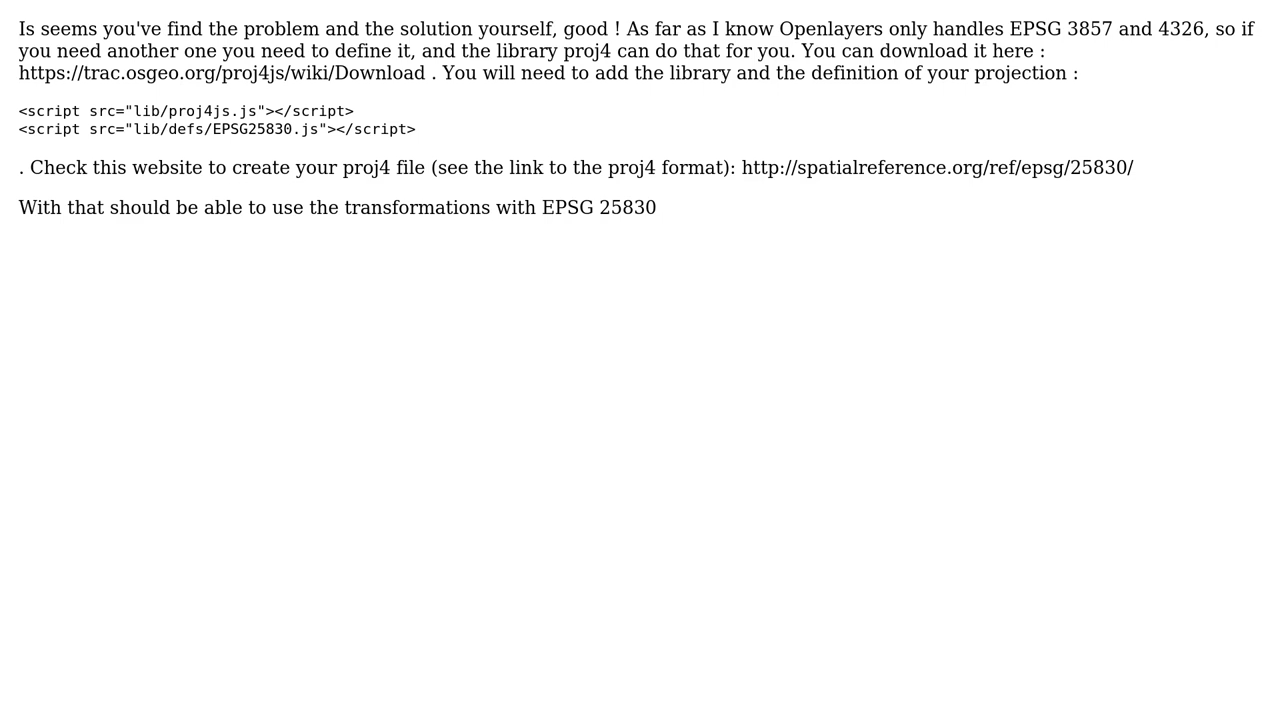 Is seems you've find the problem and the solution yourself, good ! As far as I know Openlayers only handles EPSG 3857 and 4326, so if
you need another one you need to define it, and the library proj4 can do that for you. You can download it here :
https://trac.osgeo.org/proj4js/wiki/Download . You will need to add the library and the definition of your projection :
<script src="lib/proj4js.js"></script>
<script src="lib/defs/EPSG25830.js"></script>
. Check this website to create your proj4 file (see the link to the proj4 format): http://spatialreference.org/ref/epsg/25830/
With that should be able to use the transformations with EPSG 25830